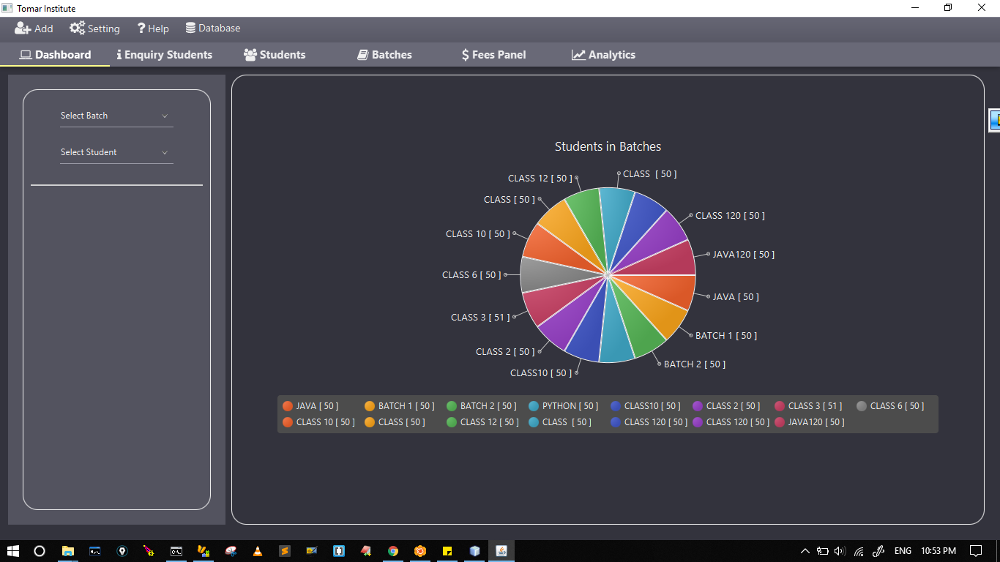 Tomar Institute
Add Setting ? Help Database
Dashboard Enquiry Students Students Batches $ Fees Panel Analytics
Select Batch
Select Student
Students in Batches
CLASS 12 [ 50 ] CLASS  [ 50 ]
CLASS [ 50 ]
CLASS 120 [ 50 ]
CLASS 10 [ 50 ]
JAVA120 [ 50 ]
CLASS 6 [ 50 ]
JAVA [ 50 ]
CLASS 3 [ 51 ]
BATCH 1 [ 50 ]
CLASS 2 [ 50 ]
BATCH 2 [ 50 ]
CLASS10 [ 50 ]
JAVA [ 50 ] BATCH 1 [ 50 ] BATCH 2 [ 50 ] PYTHON [ 50 ] CLASS10 [ 50 ] CLASS 2 [ 50 ] CLASS 3 [ 51 ] CLASS 6 [ 50 ]
CLASS 10 [ 50 ] CLASS [ 50 ] CLASS 12 [ 50 ] CLASS  [ 50 ] CLASS 120 [ 50 ] CLASS 120 [ 50 ] JAVA120 [ 50 ]
ENG 10:53 PM